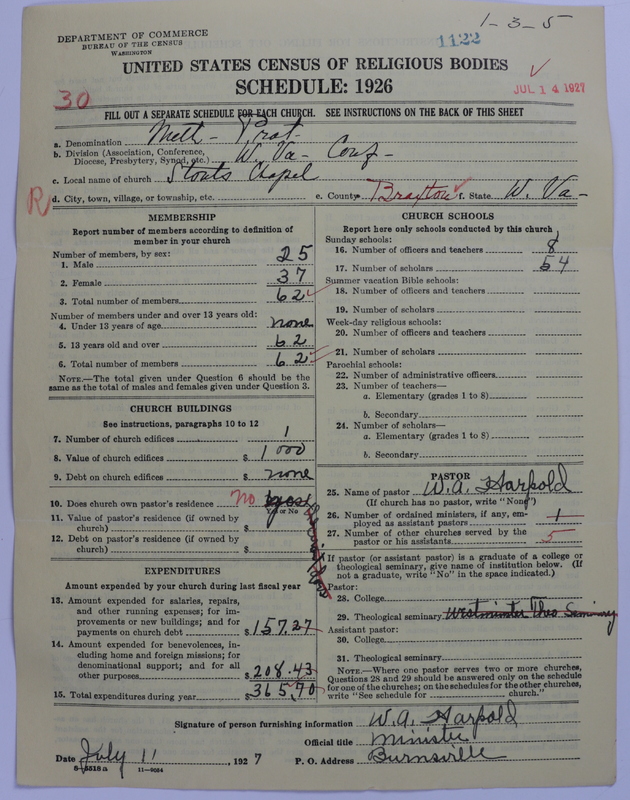 1-3-5
DEPARTMENT OF COMMERCE
BUREAU OF THE CENSUS
WASHINGTON
1122
UNITED STATES CENSUS OF RELIGIOUS BODIES
SCHEDULE: 1926
JUL 14 1927
30
FILL OUT A SEPARATE SCHEDULE FOR EACH CHURCH. SEE INSTRUCTIONS ON THE BACK OF THIS SHEET
a. Denomination Meth - Prot -
b. Division (Association, Conference, Diocese, Presbytery, Synod, etc.) W. Va - Conf -
c. Local name of church Stouts Chapel
R
d. City, town, village, or township, etc. e. County Braxton f. State W. Va -
MEMBERSHIP
Report number of members according to definition of
member in your church
Number of members, by sex:
1. Male 25
2. Female 37
3. Total number of members 62
Number of members under and over 13 years old:
4. Under 13 years of age none
5. 13 years old and over 62
6. Total number of members 62
NOTE.—The total given under Question 6 should be the
same as the total of males and females given under Question 3.
CHURCH BUILDINGS
See instructions, paragraphs 10 to 12
7. Number of church edifices 1
8. Value of church edifices $ 1000
9. Debt on church edifices $ none
10. Does church own pastor's residence No yes
Yes or No
11. Value of pastor's residence (if owned by
church) $
12. Debt on pastor's residence (if owned by
church) $
EXPENDITURES
Amount expended by your church during last fiscal year
13. Amount expended for salaries, repairs,
and other running expenses; for im-
provements or new buildings; and for
payments on church debt $ 157.27
14. Amount expended for benevolences, in-
cluding home and foreign missions; for
denominational support; and for all
other purposes $ 208.43
15. Total expenditures during year $ 365.70
CHURCH SCHOOLS
Report here only schools conducted by this church
Sunday schools:
16. Number of officers and teachers 8
17. Number of scholars 54
Summer vacation Bible schools:
18. Number of officers and teachers
19. Number of scholars
Week-day religious schools:
20. Number of officers and teachers
21. Number of scholars
Parochial schools:
22. Number of administrative officers
23. Number of teachers—
a. Elementary (grades 1 to 8)
b. Secondary
24. Number of scholars—
a. Elementary (grades 1 to 8)
b. Secondary
PASTOR
25. Name of pastor W. A. Harpold
(If church has no pastor, write "None")
26. Number of ordained ministers, if any, em-
ployed as assistant pastors 1
27. Number of other churches served by the
pastor or his assistants 5
If pastor (or assistant pastor) is a graduate of a college or
theological seminary, give name of institution below. (If
not a graduate, write "No" in the space indicated.)
Pastor:
28. College
29. Theological seminary Westminster Theo. Seminary
Assistant pastor:
30. College
31. Theological seminary
NOTE.—Where one pastor serves two or more churches,
Questions 28 and 29 should be answered only on the schedule
for one of the churches; on the schedules for the other churches,
write "See schedule for church."
Signature of person furnishing information W. A. Harpold
Official title Minister
Date July 11, 1927 P. O. Address Burnsville
8-5518 a 11-9064